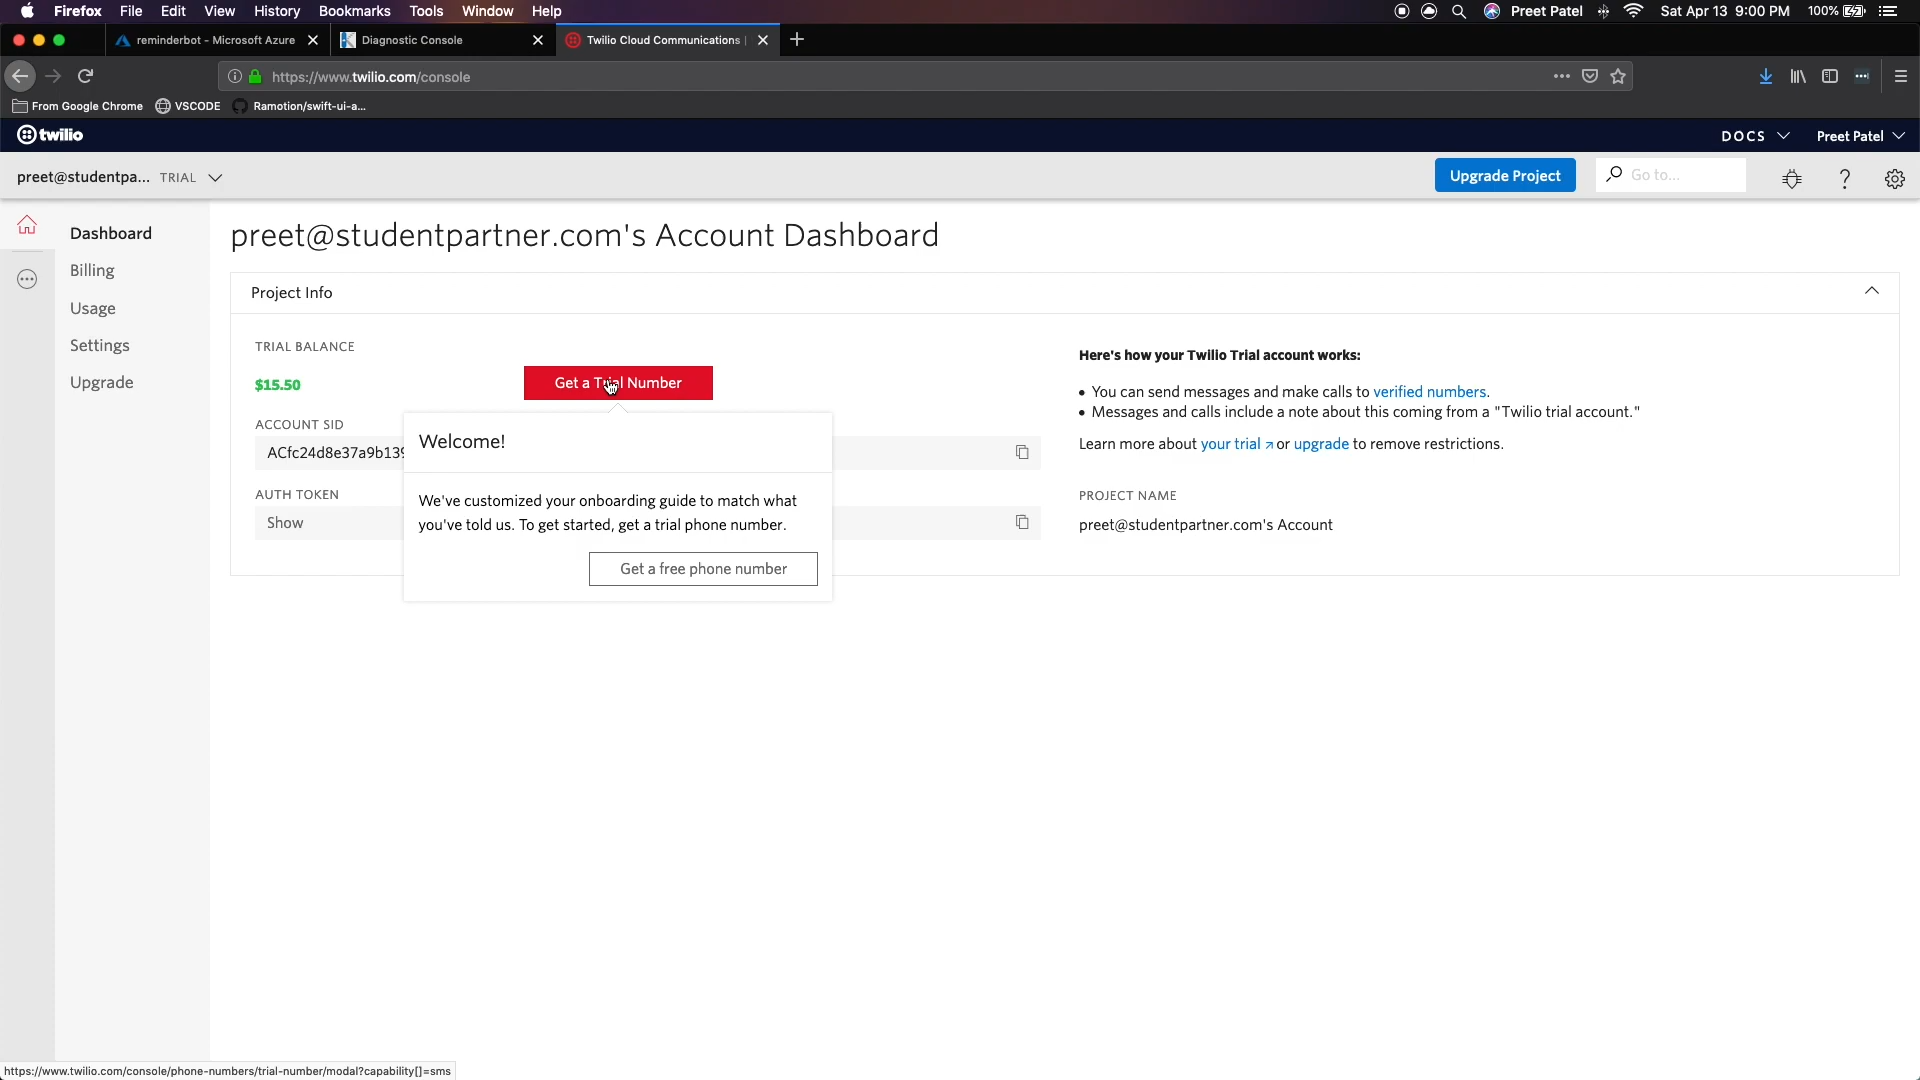 Firefox File Edit View History Bookmarks Tools Window Help Preet Patel Sat Apr 13 9:00 PM 100%
reminderbot - Microsoft Azure Diagnostic Console Twilio Cloud Communications |
https://www.twilio.com/console
From Google Chrome VSCODE Ramotion/swift-ui-a...
twilio DOCS Preet Patel
preet@studentpa... TRIAL Upgrade Project Go to...
Dashboard
Billing
Usage
Settings
Upgrade
preet@studentpartner.com's Account Dashboard
Project Info
TRIAL BALANCE
$15.50
Get a Trial Number
ACCOUNT SID
ACfc24d8e37a9b139
AUTH TOKEN
Show
Welcome!
We've customized your onboarding guide to match what
you've told us. To get started, get a trial phone number.
Get a free phone number
Here's how your Twilio Trial account works:
• You can send messages and make calls to verified numbers.
• Messages and calls include a note about this coming from a "Twilio trial account."
Learn more about your trial or upgrade to remove restrictions.
PROJECT NAME
preet@studentpartner.com's Account
https://www.twilio.com/console/phone-numbers/trial-number/modal?capability[]=sms